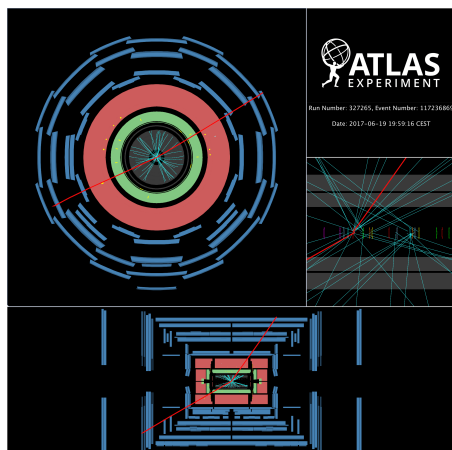 ATLAS
EXPERIMENT
Run Number: 327265, Event Number: 117236869
Date: 2017-06-19 19:59:16 CEST